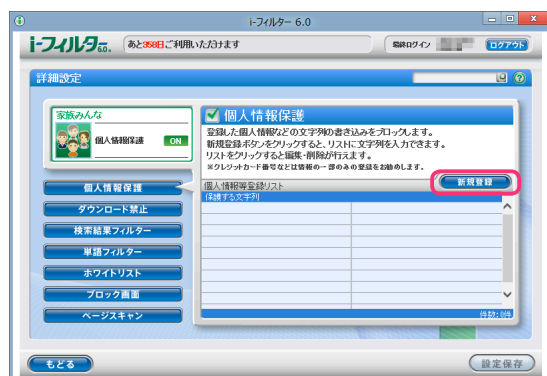 i-フィルター 6.0
i-フィルター 6.0.
あと358日ご利用いただけます
最終ログイン
ログアウト
詳細設定
家族みんな
個人情報保護
ON
個人情報保護
登録した個人情報などの文字列の書き込みをブロックします。
新規登録ボタンをクリックすると、リストに文字列を入力できます。
リストをクリックすると編集・削除が行えます。
※クレジットカード番号などは情報の一部のみの登録をお勧めします。
個人情報等登録リスト
新規登録
保護する文字列
個人情報保護
ダウンロード禁止
検索結果フィルター
単語フィルター
ホワイトリスト
ブロック画面
ページスキャン
件数:0件
もどる
設定保存